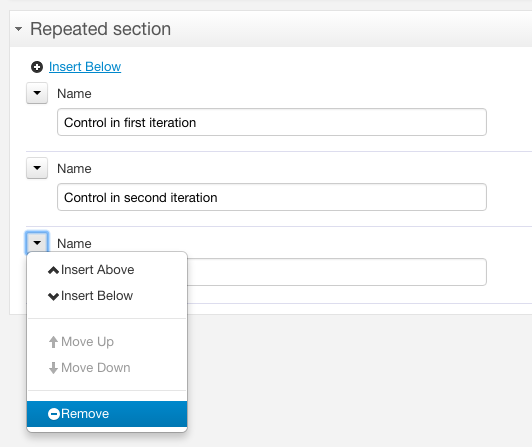 Repeated section
Insert Below
Name
Control in first iteration
Name
Control in second iteration
Name
Insert Above
Insert Below
Move Up
Move Down
Remove